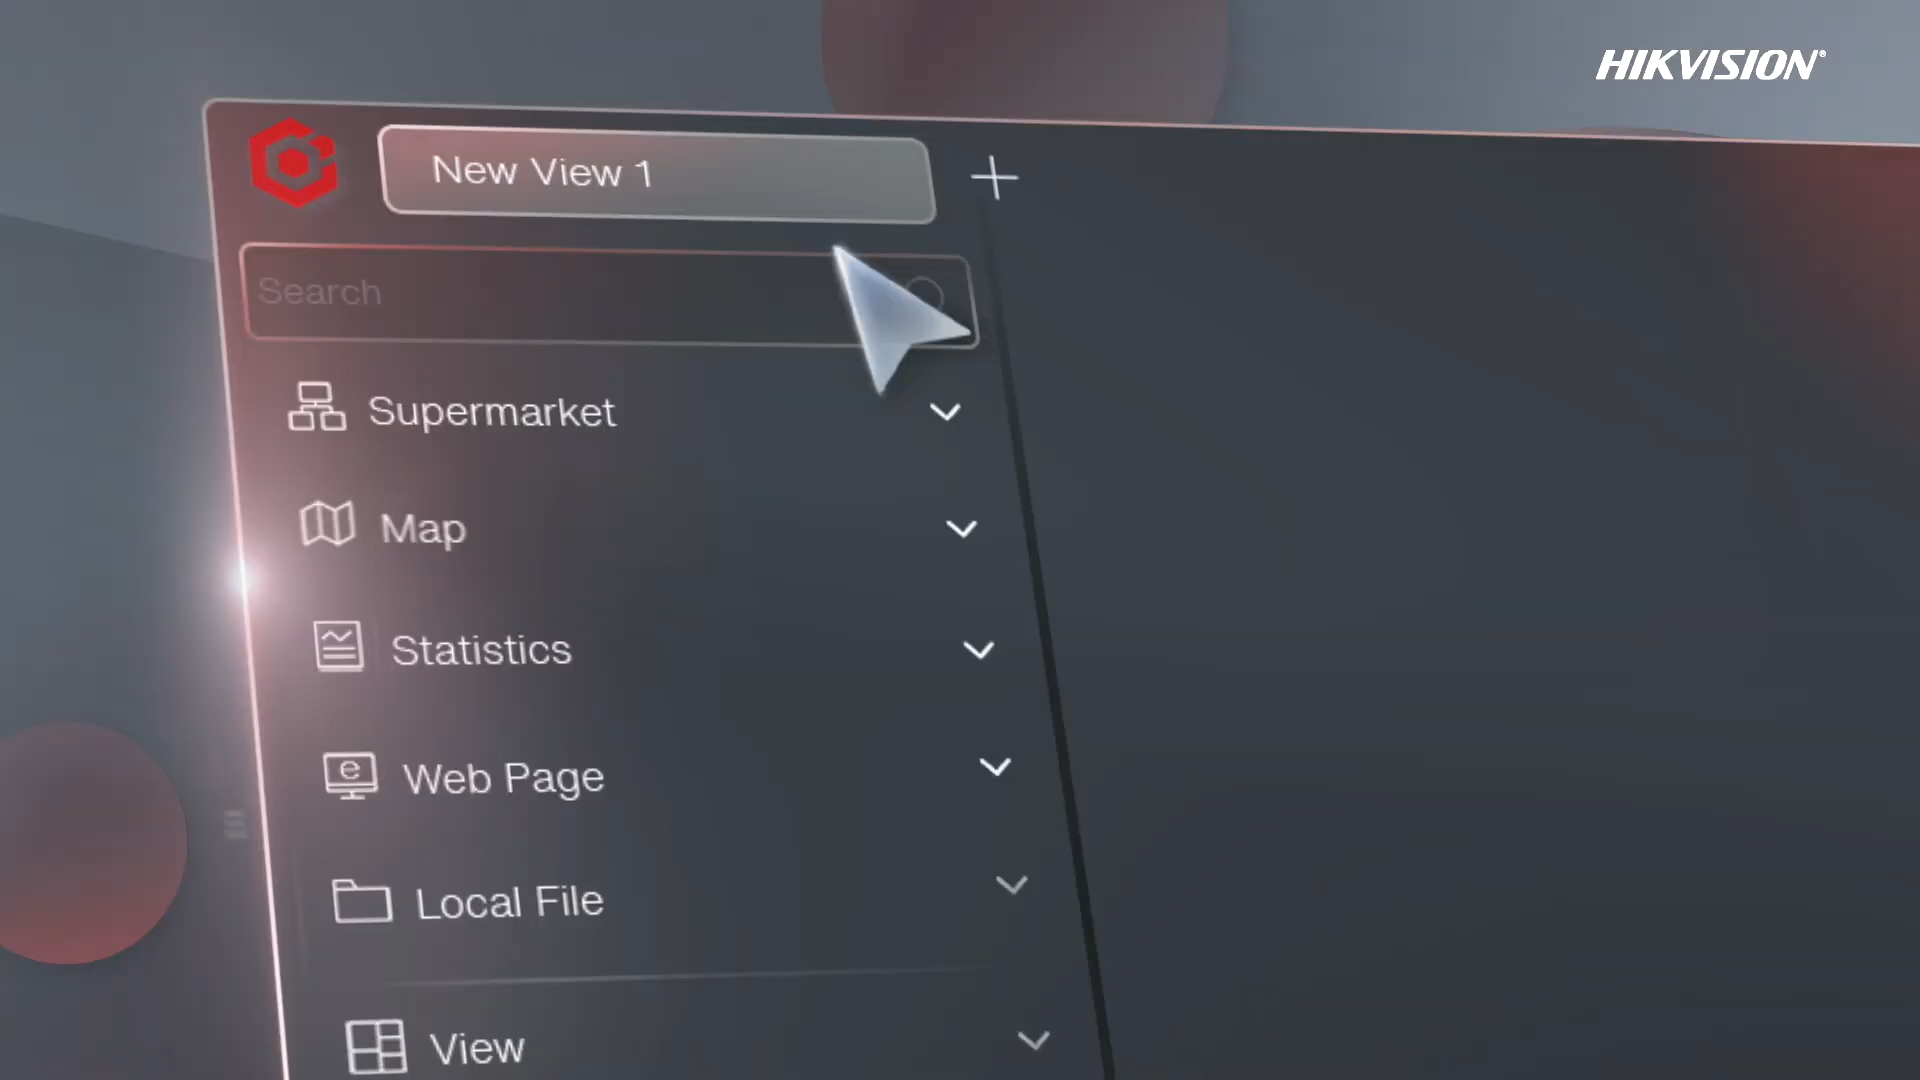 HIKVISION®
New View 1
Search
Supermarket
Map
Statistics
Web Page
Local File
View